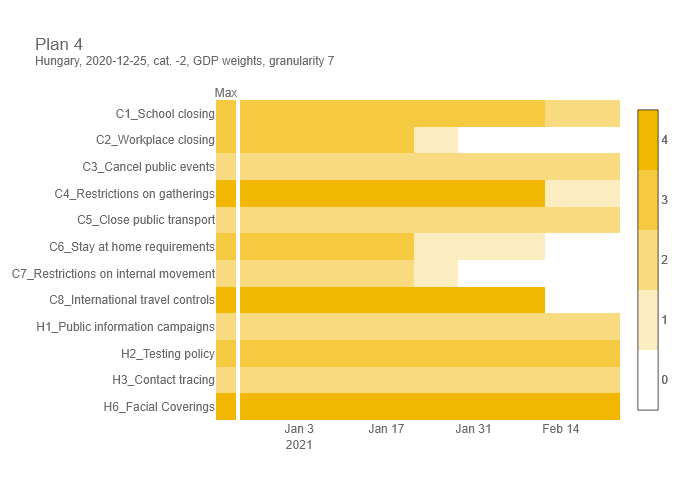 Plan 4
Hungary, 2020-12-25, cat. -2, GDP weights, granularity 7
Max
C1_School closing
C2_Workplace closing
C3_Cancel public events
C4_Restrictions on gatherings
C5_Close public transport
C6_Stay at home requirements
C7_Restrictions on internal movement
C8_International travel controls
H1_Public information campaigns
H2_Testing policy
H3_Contact tracing
H6_Facial Coverings
Jan 3
2021
Jan 17
Jan 31
Feb 14
4
3
2
1
0